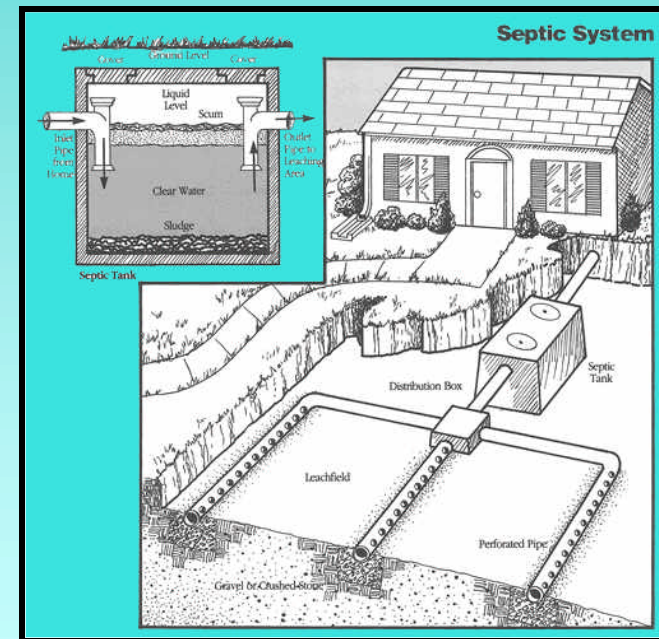 Septic System
Ground Level
Cover
Cover
Liquid
Level
Scum
Inlet
Pipe
from
Home
Outlet
Pipe to
Leaching
Area
Clear Water
Sludge
Septic Tank
Distribution Box
Septic
Tank
Leachfield
Perforated Pipe
Gravel or Crushed Stone